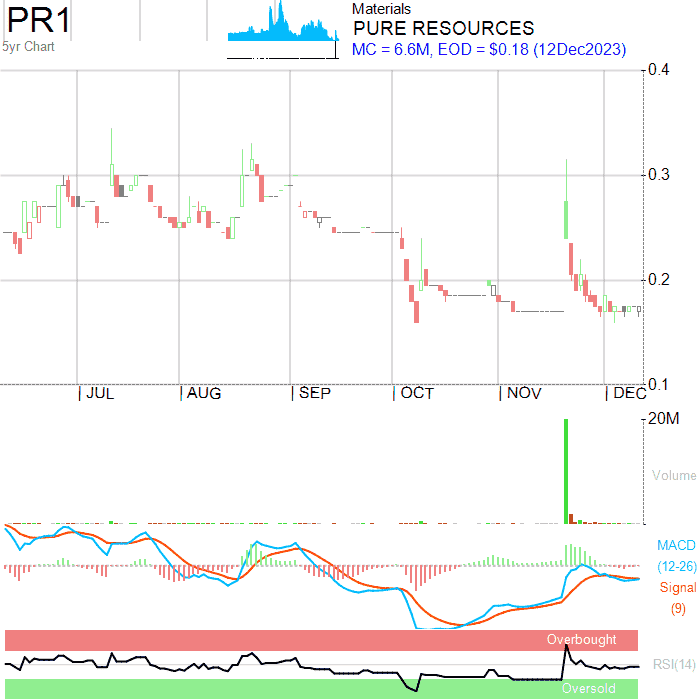 PR1
5yr Chart
Materials
PURE RESOURCES
MC = 6.6M, EOD = $0.18 (12Dec2023)
0.4
0.3
0.2
0.1
JUL
AUG
SEP
OCT
NOV
DEC
20M
Volume
MACD
(12-26)
Signal
(9)
Overbought
RSI(14)
Oversold